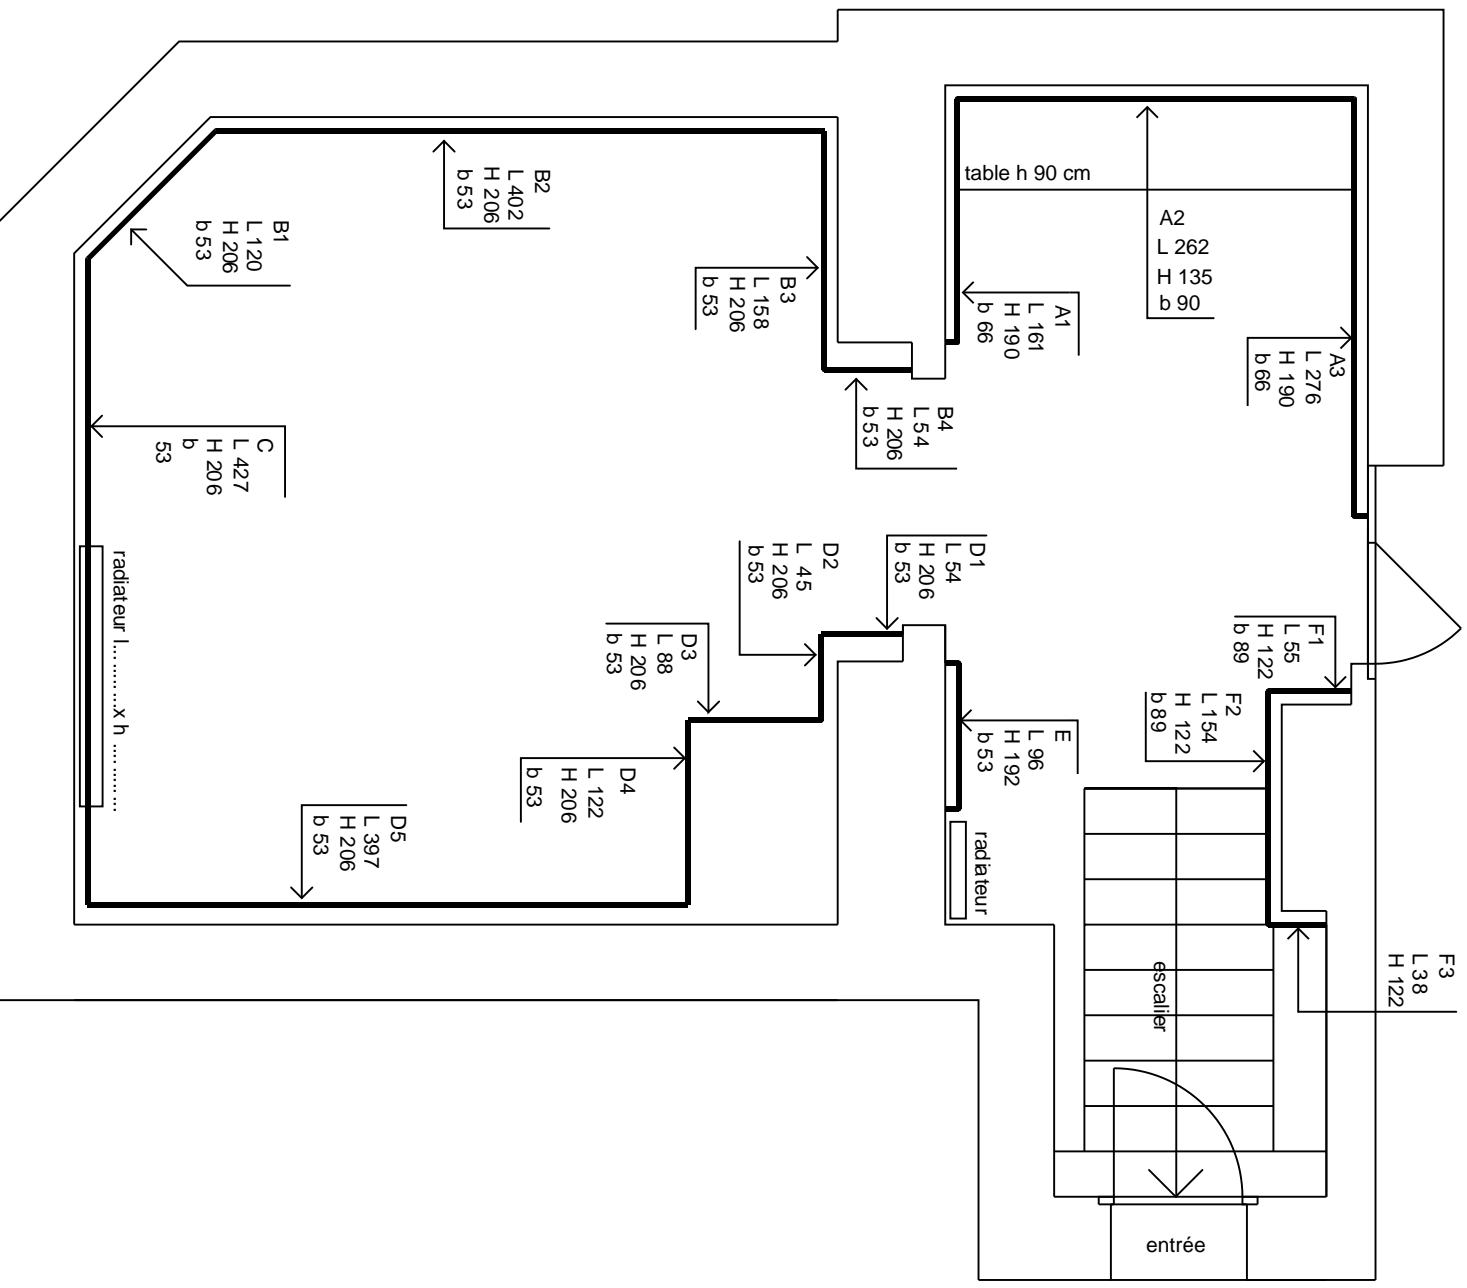 table h 90 cm
A2
L 262
H 135
b 90
B2
L 402
H 206
b 53
B1
L 120
H 206
b 53
B3
L 158
H 206
b 53
A1
L 161
H 190
b 66
A3
L 276
H 190
b 66
B4
L 54
H 206
b 53
C
L 427
H 206
b
53
D1
L 54
H 206
b 53
D2
L 45
H 206
b 53
D3
L 88
H 206
b 53
F1
L 55
H 122
b 89
F2
L 154
H 122
b 89
E
L 96
H 192
b 53
D4
L 122
H 206
b 53
D5
L 397
H 206
b 53
radiateur l............x h ............
radiateur
F3
L 38
H 122
escalier
entrée